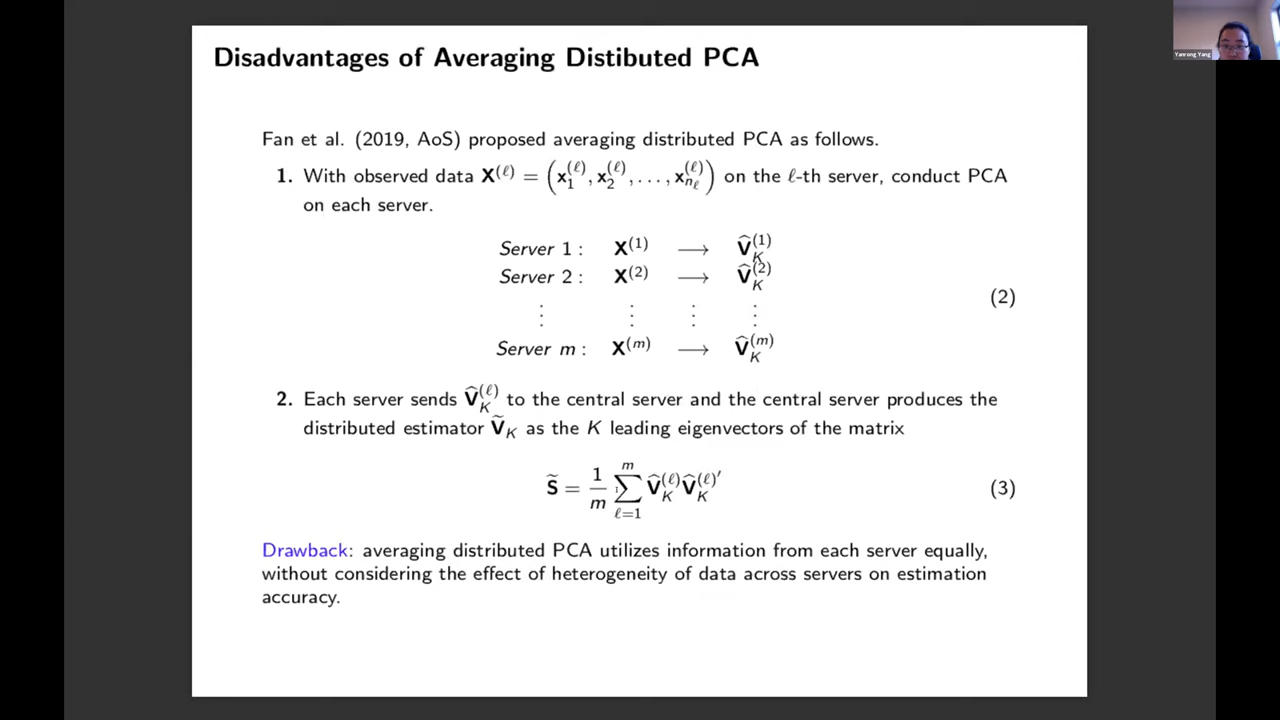 Disadvantages of Averaging Distibuted PCA
Yanrong Yang
Fan et al. (2019, AoS) proposed averaging distributed PCA as follows.
1. With observed data X^(ℓ) = (x_1^(ℓ), x_2^(ℓ), . . . , x_{n_ℓ}^(ℓ)) on the ℓ-th server, conduct PCA
on each server.
Server 1 : X^(1) ⟶ V̂_K^(1)
Server 2 : X^(2) ⟶ V̂_K^(2)
⋮ ⋮ ⋮ ⋮
(2)
Server m : X^(m) ⟶ V̂_K^(m)
2. Each server sends V̂_K^(ℓ) to the central server and the central server produces the
distributed estimator Ṽ_K as the K leading eigenvectors of the matrix
S̃ = 1/m ∑_{ℓ=1}^{m} V̂_K^(ℓ) V̂_K^(ℓ)′ (3)
Drawback: averaging distributed PCA utilizes information from each server equally,
without considering the effect of heterogeneity of data across servers on estimation
accuracy.